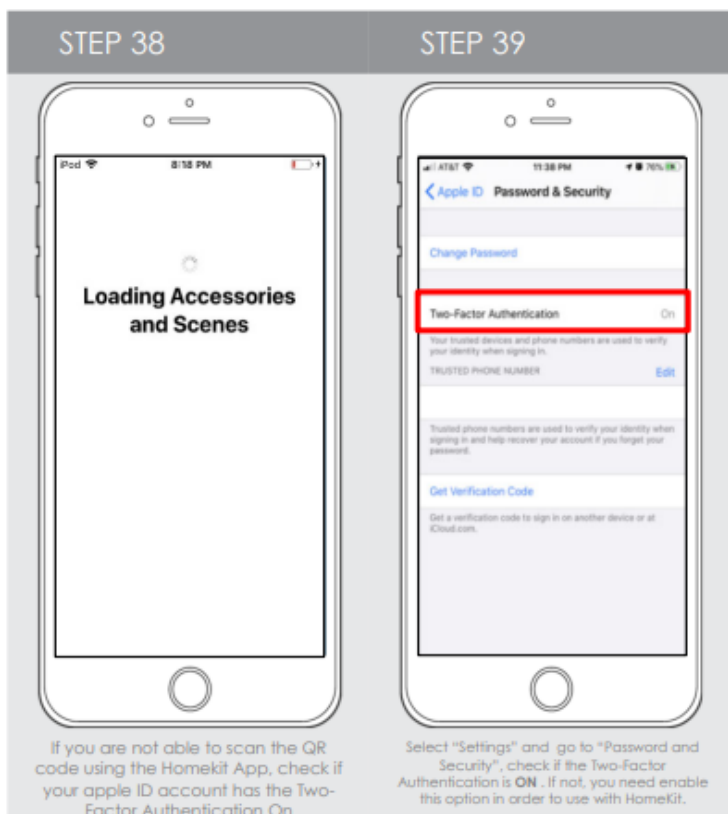 STEP 38
STEP 39
iPod
8:18 PM
Loading Accessories
and Scenes
AT&T
11:38 PM
76%
Apple ID
Password & Security
Change Password
Two-Factor Authentication
On
Your trusted devices and phone numbers are used to verify
your identity when signing in.
TRUSTED PHONE NUMBER
Edit
Trusted phone numbers are used to verify your identity when
signing in and help recover your account if you forget your
password.
Get Verification Code
Get a verification code to sign in on another device or at
iCloud.com.
If you are not able to scan the QR
code using the Homekit App, check if
your apple ID account has the Two-
Factor Authentication On
Select "Settings" and go to "Password and
Security", check if the Two-Factor
Authentication is ON . If not, you need enable
this option in order to use with HomeKit.